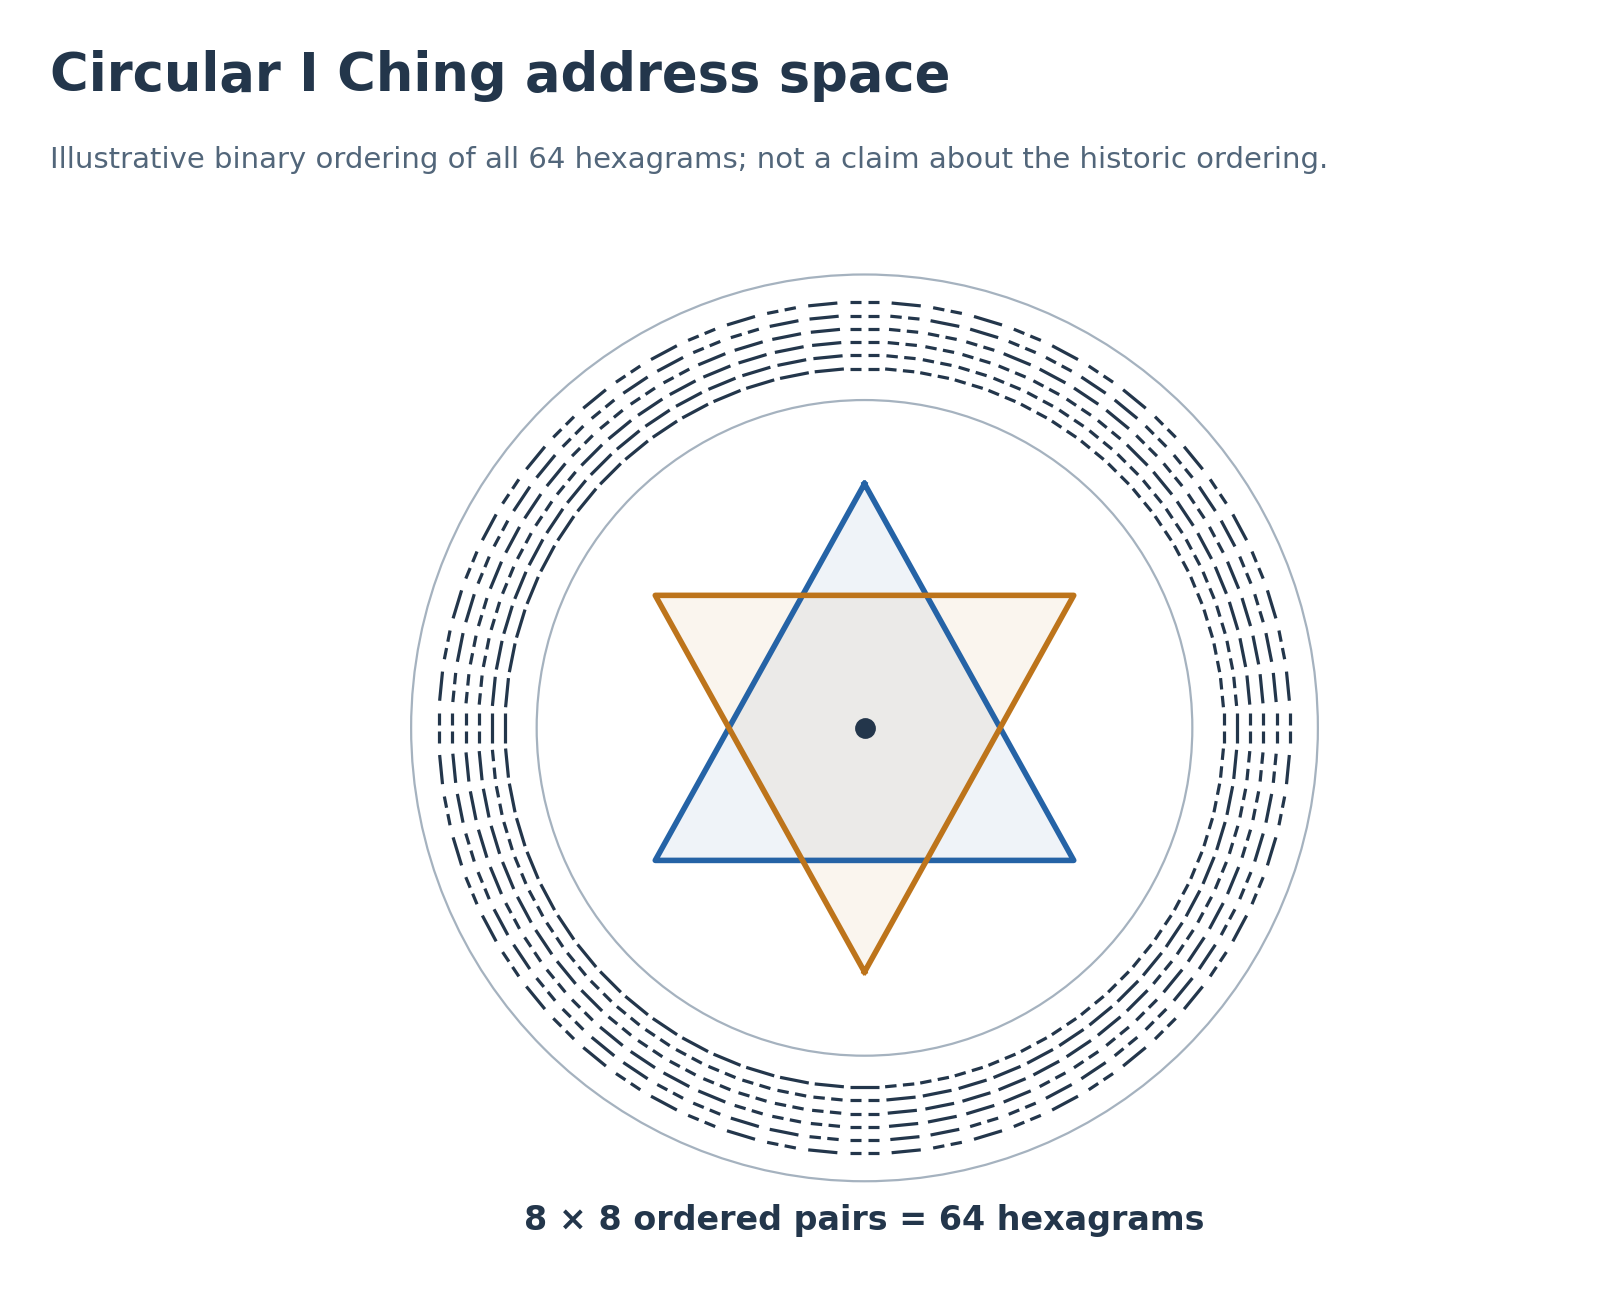 Circular I Ching address space
Illustrative binary ordering of all 64 hexagrams; not a claim about the historic ordering.
8 × 8 ordered pairs = 64 hexagrams